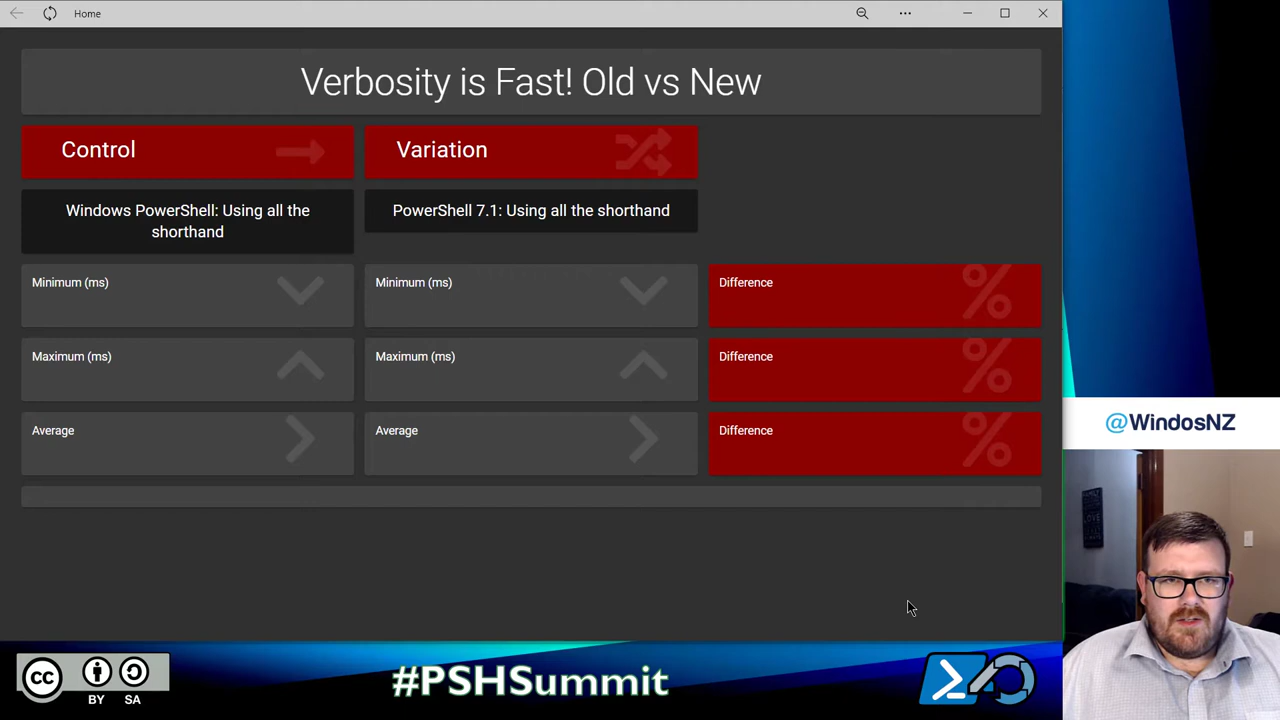 Home
Verbosity is Fast! Old vs New
Control
Variation
Windows PowerShell: Using all the
shorthand
PowerShell 7.1: Using all the shorthand
Minimum (ms)
Minimum (ms)
Difference
Maximum (ms)
Maximum (ms)
Difference
Average
Average
Difference
@WindosNZ
cc
BY
SA
#PSHSummit